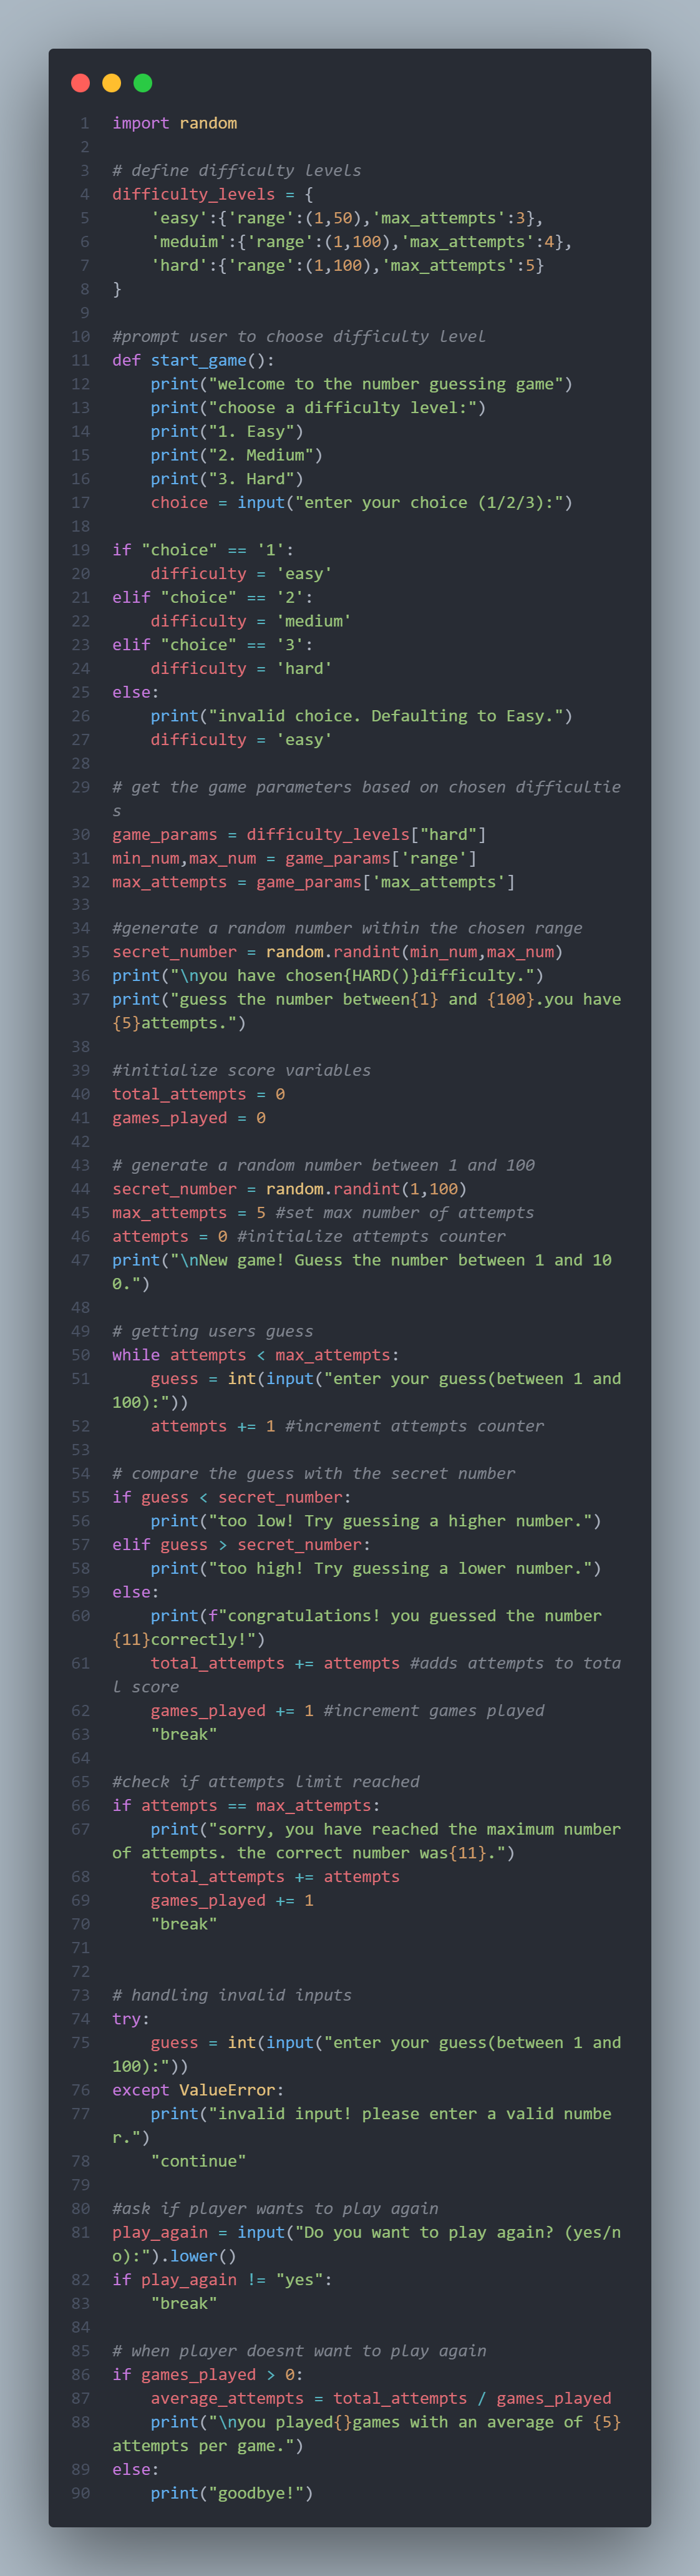 1 import random
2
3 # define difficulty levels
4 difficulty_levels = {
5     'easy':{'range':(1,50),'max_attempts':3},
6     'meduim':{'range':(1,100),'max_attempts':4},
7     'hard':{'range':(1,100),'max_attempts':5}
8 }
9
10 #prompt user to choose difficulty level
11 def start_game():
12     print("welcome to the number guessing game")
13     print("choose a difficulty level:")
14     print("1. Easy")
15     print("2. Medium")
16     print("3. Hard")
17     choice = input("enter your choice (1/2/3):")
18
19 if "choice" == '1':
20     difficulty = 'easy'
21 elif "choice" == '2':
22     difficulty = 'medium'
23 elif "choice" == '3':
24     difficulty = 'hard'
25 else:
26     print("invalid choice. Defaulting to Easy.")
27     difficulty = 'easy'
28
29 # get the game parameters based on chosen difficultie
s
30 game_params = difficulty_levels["hard"]
31 min_num,max_num = game_params['range']
32 max_attempts = game_params['max_attempts']
33
34 #generate a random number within the chosen range
35 secret_number = random.randint(min_num,max_num)
36 print("\nyou have chosen{HARD()}difficulty.")
37 print("guess the number between{1} and {100}.you have
{5}attempts.")
38
39 #initialize score variables
40 total_attempts = 0
41 games_played = 0
42
43 # generate a random number between 1 and 100
44 secret_number = random.randint(1,100)
45 max_attempts = 5 #set max number of attempts
46 attempts = 0 #initialize attempts counter
47 print("\nNew game! Guess the number between 1 and 10
0.")
48
49 # getting users guess
50 while attempts < max_attempts:
51     guess = int(input("enter your guess(between 1 and
100):"))
52     attempts += 1 #increment attempts counter
53
54 # compare the guess with the secret number
55 if guess < secret_number:
56     print("too low! Try guessing a higher number.")
57 elif guess > secret_number:
58     print("too high! Try guessing a lower number.")
59 else:
60     print(f"congratulations! you guessed the number
{11}correctly!")
61     total_attempts += attempts #adds attempts to tota
l score
62     games_played += 1 #increment games played
63     "break"
64
65 #check if attempts limit reached
66 if attempts == max_attempts:
67     print("sorry, you have reached the maximum number
of attempts. the correct number was{11}.")
68     total_attempts += attempts
69     games_played += 1
70     "break"
71
72
73 # handling invalid inputs
74 try:
75     guess = int(input("enter your guess(between 1 and
100):"))
76 except ValueError:
77     print("invalid input! please enter a valid numbe
r.")
78     "continue"
79
80 #ask if player wants to play again
81 play_again = input("Do you want to play again? (yes/n
o):").lower()
82 if play_again != "yes":
83     "break"
84
85 # when player doesnt want to play again
86 if games_played > 0:
87     average_attempts = total_attempts / games_played
88     print("\nyou played{}games with an average of {5}
attempts per game.")
89 else:
90     print("goodbye!")